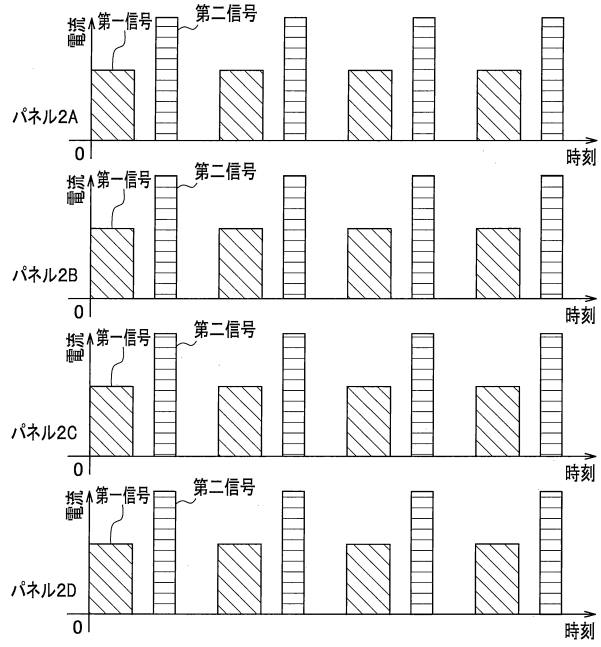 電流
第一信号
第二信号
パネル2A
0
時刻
電流
第一信号
第二信号
パネル2B
0
時刻
電流
第一信号
第二信号
パネル2C
0
時刻
電流
第一信号
第二信号
パネル2D
0
時刻